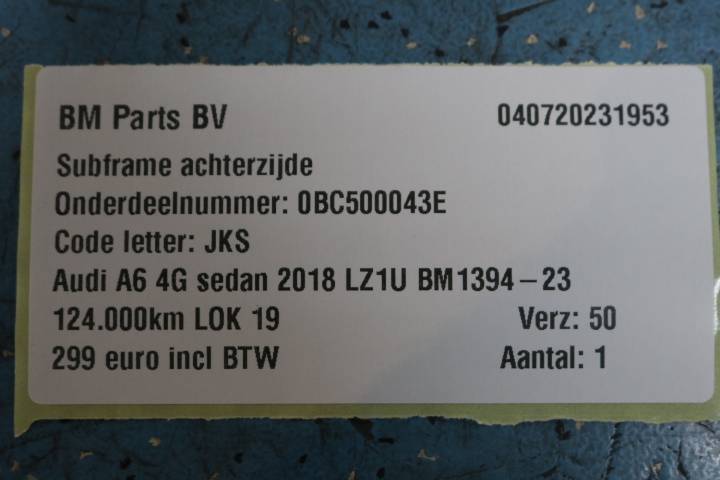 BM Parts BV 040720231953
Subframe achterzijde
Onderdeelnummer: 0BC500043E
Code letter: JKS
Audi A6 4G sedan 2018 LZ1U BM1394-23
124.000km LOK 19 Verz: 50
299 euro incl BTW Aantal: 1